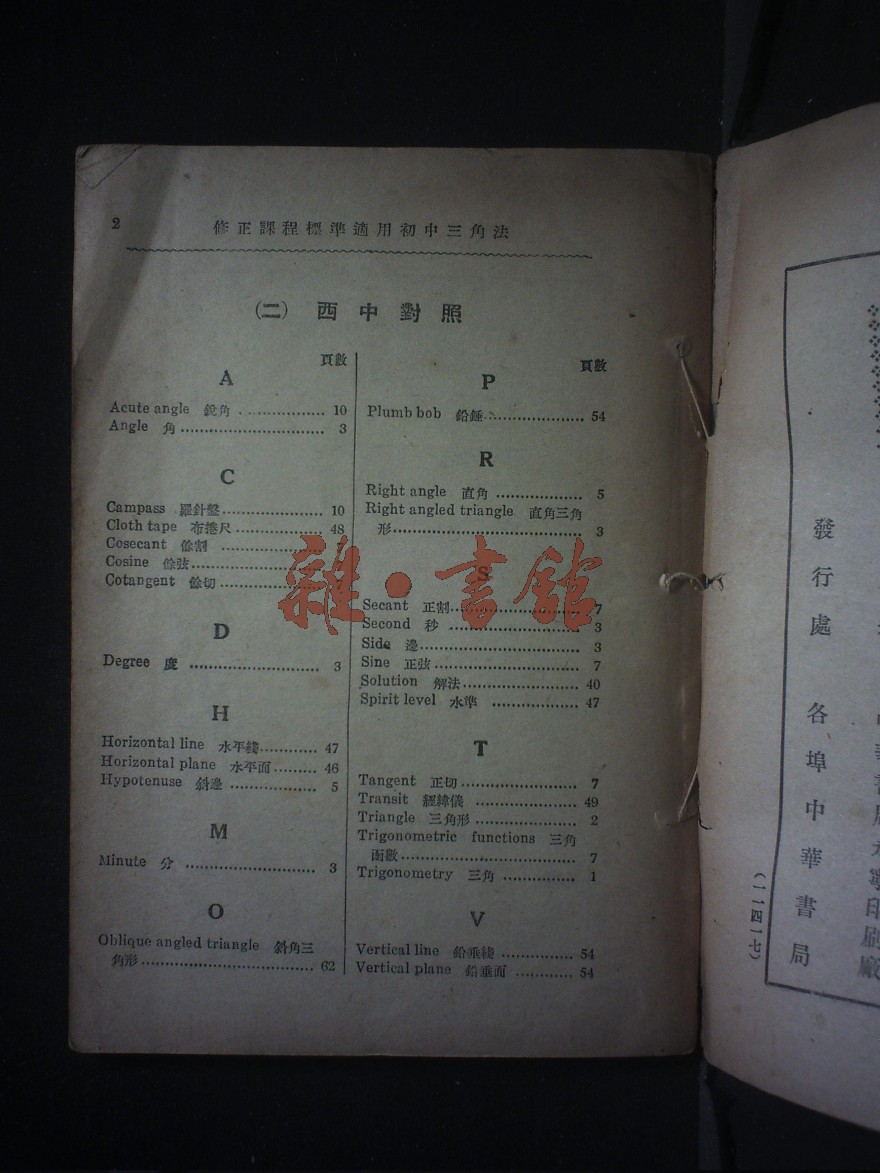 2
修正課程標準適用初中三角法
(二) 西中對照
頁數
A
Acute angle 銳角 ................ 10
Angle 角 ............................. 3
C
Campass 羅針盤.................... 10
Cloth tape 布捲尺 ................. 48
Cosecant 餘割 ....................
Cosine 餘弦.........................
Cotangent 餘切 ....................
D
Degree 度 .......................... 3
H
Horizontal line 水平綫............ 47
Horizontal plane 水平面......... 46
Hypotenuse 斜邊 .................. 5
M
Minute 分 .......................... 3
O
Oblique angled triangle 斜角三
角形................................... 62
頁數
P
Plumb bob 鉛錘.................... 54
R
Right angle 直角 ................. 5
Right angled triangle 直角三角
形...................................... 3
S
Secant 正割.......................... 7
Second 秒 .......................... 3
Side 邊................................ 3
Sine 正弦............................. 7
Solution 解法....................... 40
Spirit level 水準 .................. 47
T
Tangent 正切....................... 7
Transit 經緯儀 .................... 49
Triangle 三角形.................... 2
Trigonometric functions 三角
函數................................... 7
Trigonometry 三角 .............. 1
V
Vertical line 鉛垂綫 .............. 54
Vertical plane 鉛垂面 ........... 54
雜·書館
發行處 各埠中華書局
印刷廠
(一一四一七)